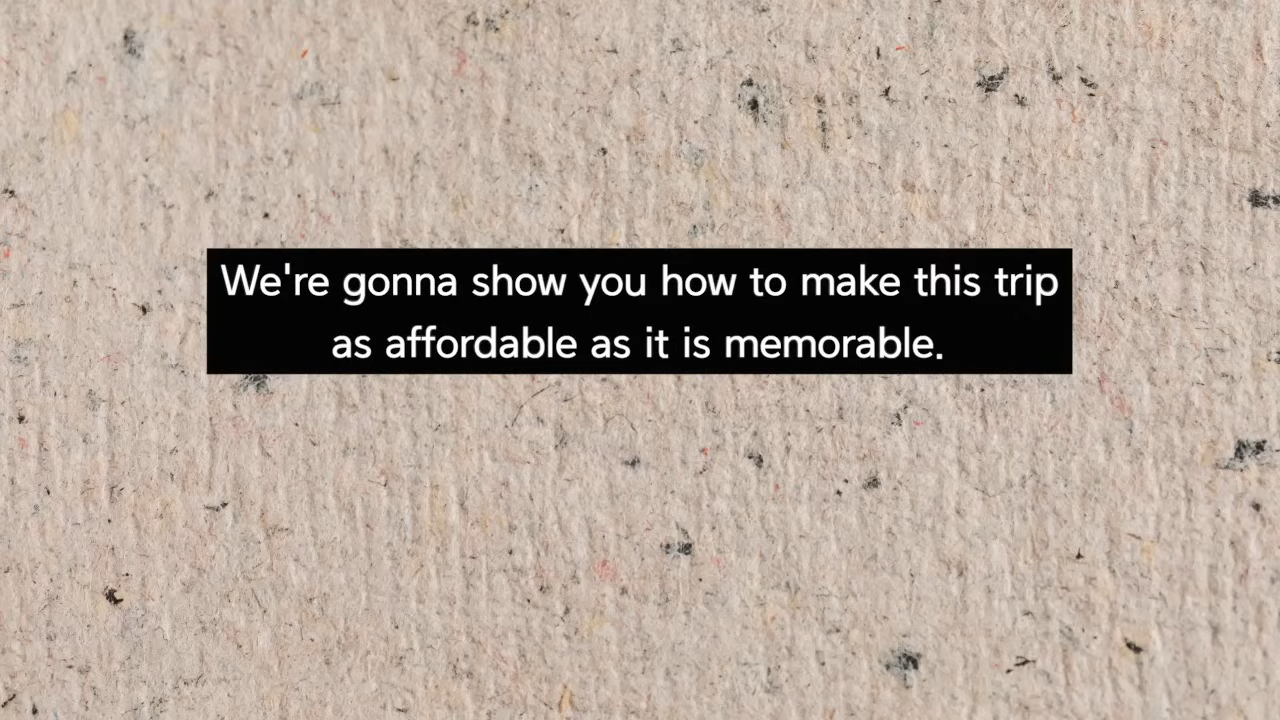 We're gonna show you how to make this trip
as affordable as it is memorable.